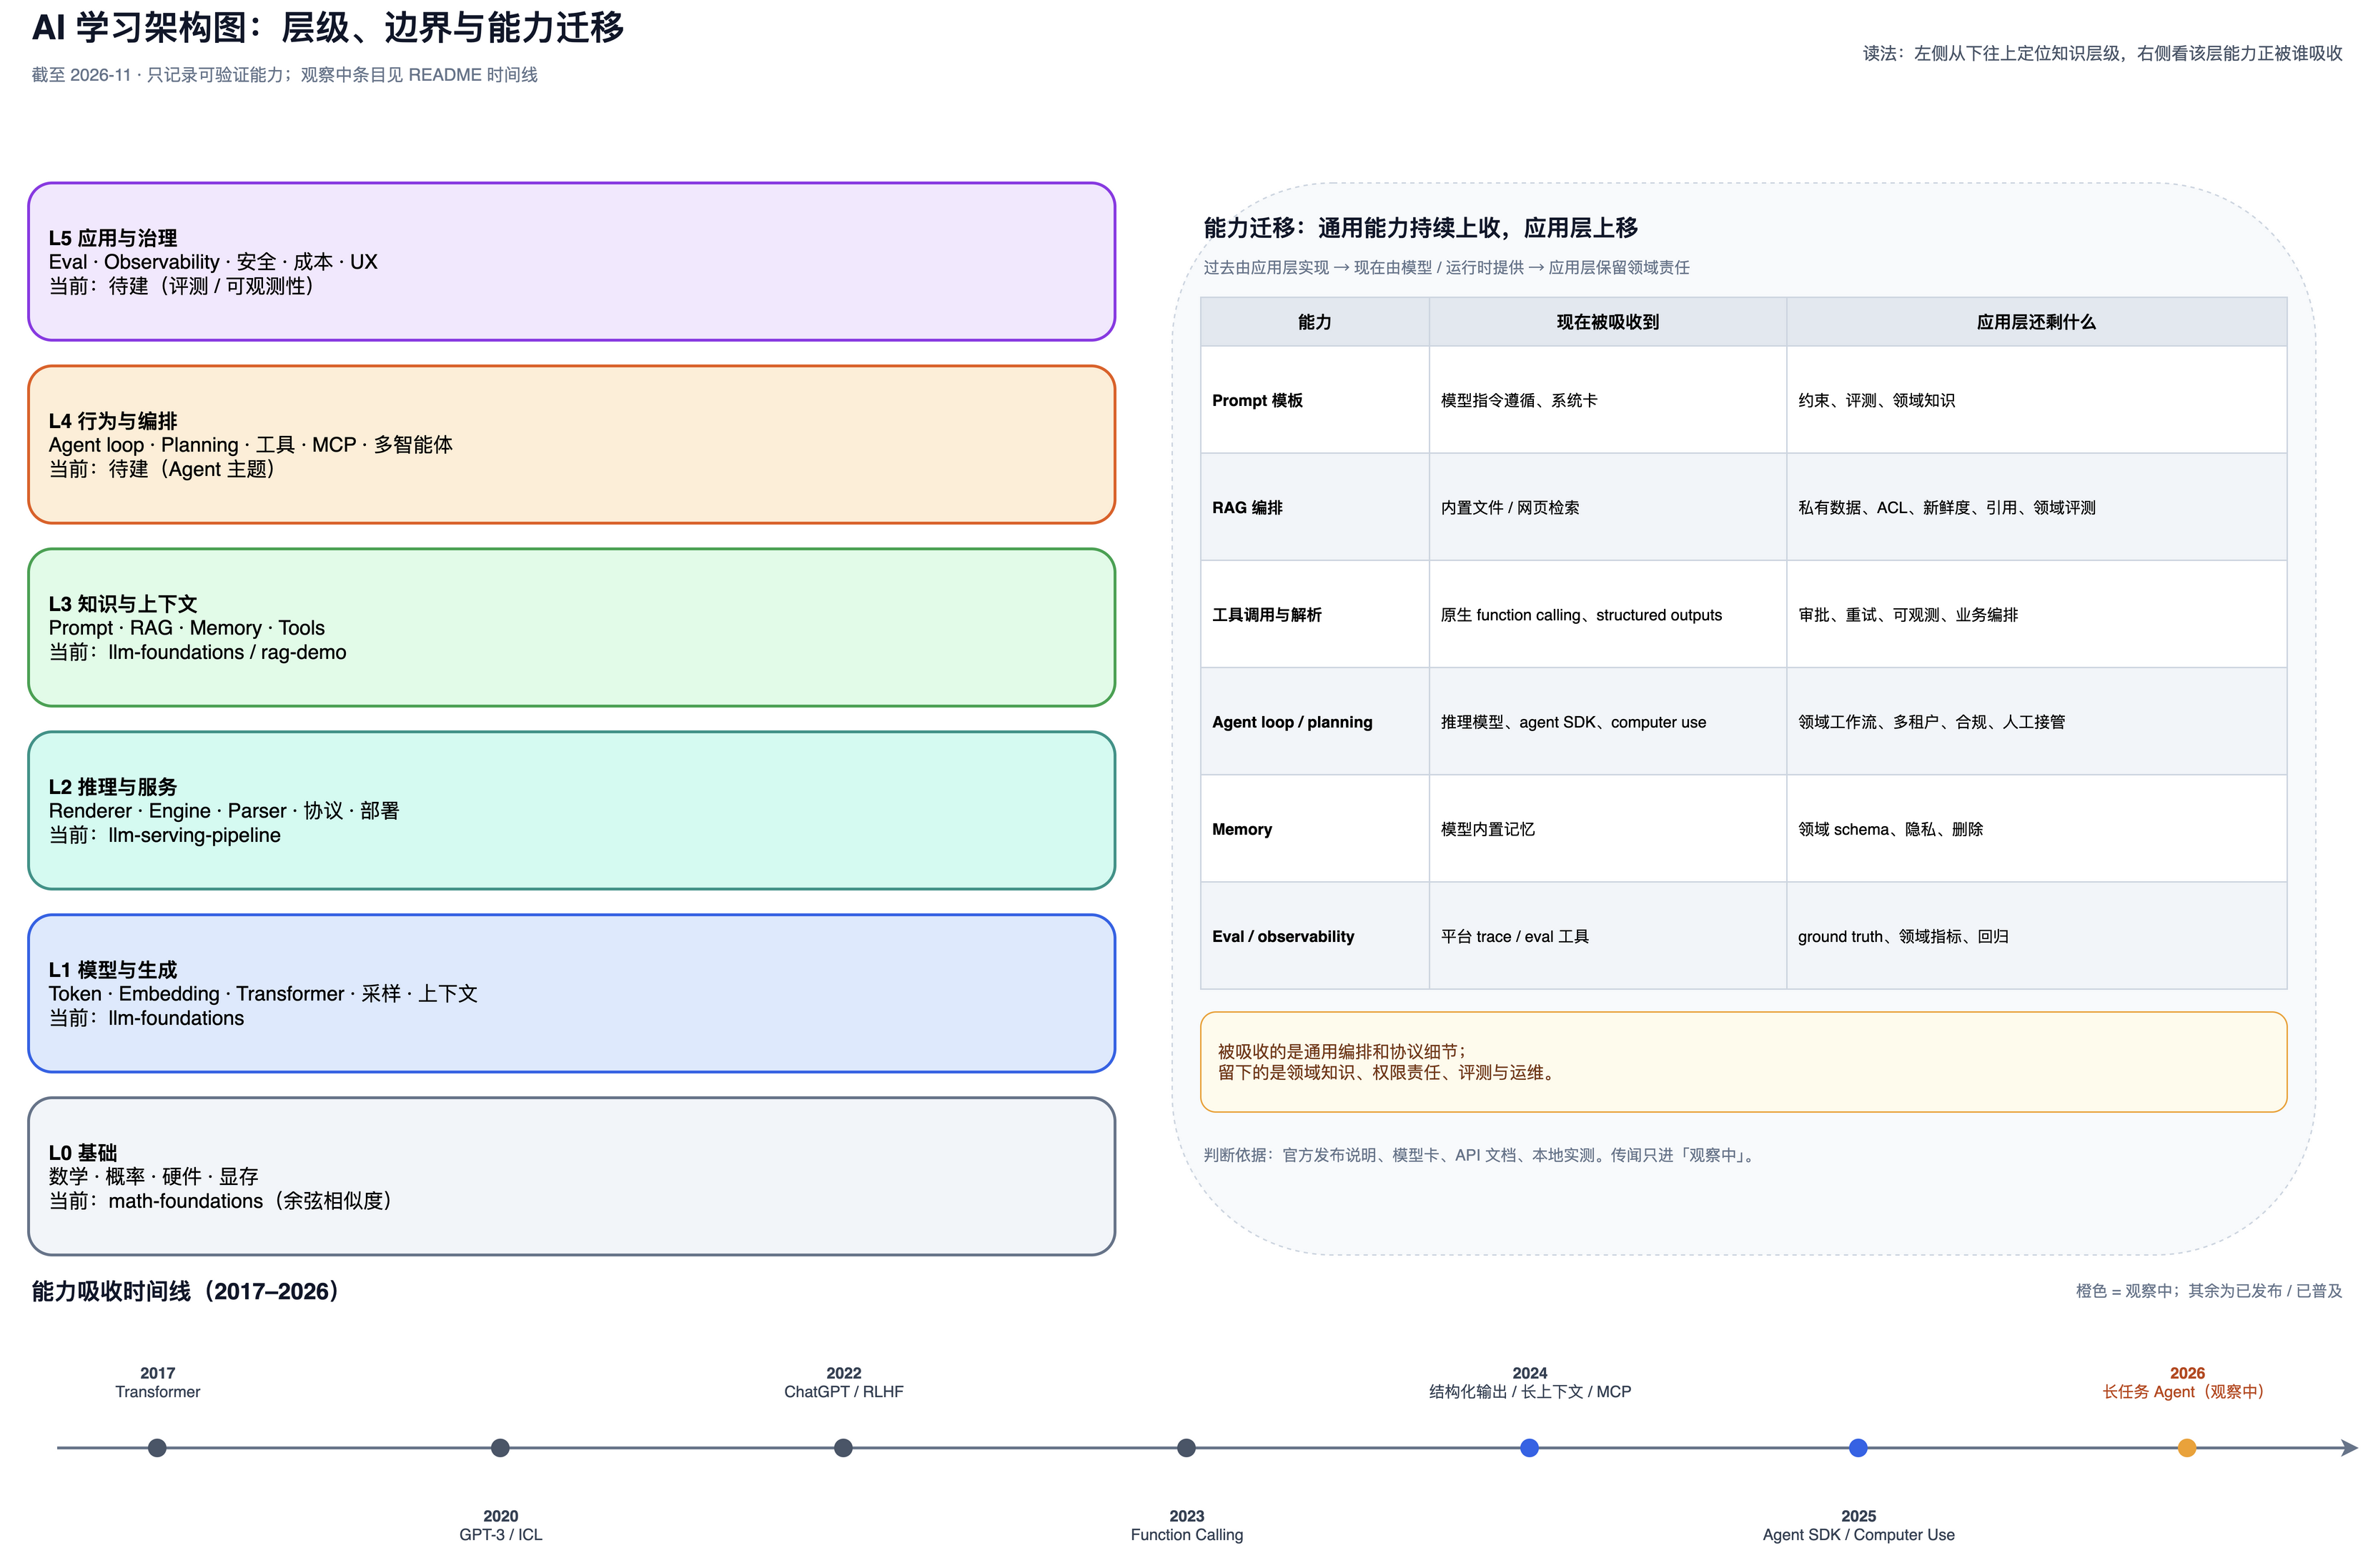 AI 学习架构图：层级、边界与能力迁移
截至 2026-11 · 只记录可验证能力；观察中条目见 README 时间线
读法：左侧从下往上定位知识层级，右侧看该层能力正被谁吸收
L5 应用与治理
Eval · Observability · 安全 · 成本 · UX
当前：待建（评测 / 可观测性）
L4 行为与编排
Agent loop · Planning · 工具 · MCP · 多智能体
当前：待建（Agent 主题）
L3 知识与上下文
Prompt · RAG · Memory · Tools
当前：llm-foundations / rag-demo
L2 推理与服务
Renderer · Engine · Parser · 协议 · 部署
当前：llm-serving-pipeline
L1 模型与生成
Token · Embedding · Transformer · 采样 · 上下文
当前：llm-foundations
L0 基础
数学 · 概率 · 硬件 · 显存
当前：math-foundations（余弦相似度）
能力迁移：通用能力持续上收，应用层上移
过去由应用层实现 → 现在由模型 / 运行时提供 → 应用层保留领域责任
能力 现在被吸收到 应用层还剩什么
Prompt 模板 模型指令遵循、系统卡 约束、评测、领域知识
RAG 编排 内置文件 / 网页检索 私有数据、ACL、新鲜度、引用、领域评测
工具调用与解析 原生 function calling、structured outputs 审批、重试、可观测、业务编排
Agent loop / planning 推理模型、agent SDK、computer use 领域工作流、多租户、合规、人工接管
Memory 模型内置记忆 领域 schema、隐私、删除
Eval / observability 平台 trace / eval 工具 ground truth、领域指标、回归
被吸收的是通用编排和协议细节；
留下的是领域知识、权限责任、评测与运维。
判断依据：官方发布说明、模型卡、API 文档、本地实测。传闻只进「观察中」。
能力吸收时间线（2017–2026）
橙色 = 观察中；其余为已发布 / 已普及
2017
Transformer
2020
GPT-3 / ICL
2022
ChatGPT / RLHF
2023
Function Calling
2024
结构化输出 / 长上下文 / MCP
2025
Agent SDK / Computer Use
2026
长任务 Agent（观察中）